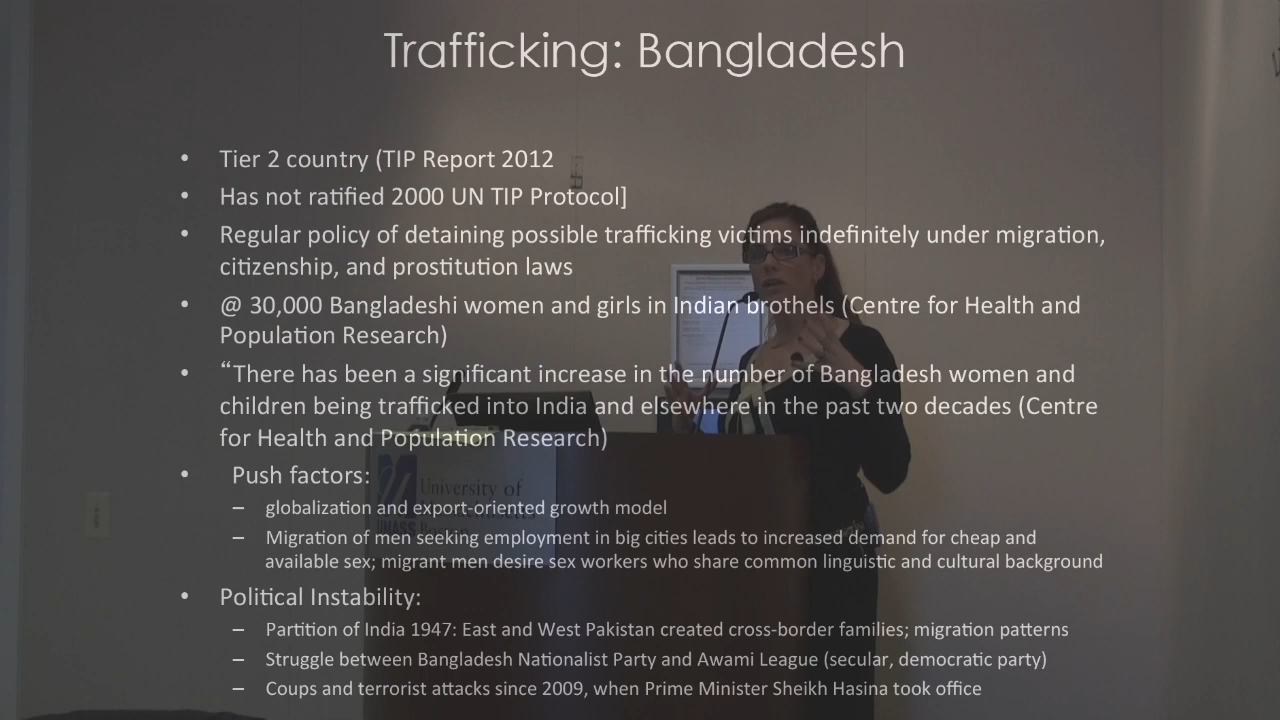 Trafficking: Bangladesh
• Tier 2 country (TIP Report 2012
• Has not ratified 2000 UN TIP Protocol]
• Regular policy of detaining possible trafficking victims indefinitely under migration,
citizenship, and prostitution laws
• @ 30,000 Bangladeshi women and girls in Indian brothels (Centre for Health and
Population Research)
• “There has been a significant increase in the number of Bangladesh women and
children being trafficked into India and elsewhere in the past two decades (Centre
for Health and Population Research)
• Push factors:
– globalization and export-oriented growth model
– Migration of men seeking employment in big cities leads to increased demand for cheap and
available sex; migrant men desire sex workers who share common linguistic and cultural background
• Political Instability:
– Partition of India 1947: East and West Pakistan created cross-border families; migration patterns
– Struggle between Bangladesh Nationalist Party and Awami League (secular, democratic party)
– Coups and terrorist attacks since 2009, when Prime Minister Sheikh Hasina took office
University of
UMASS